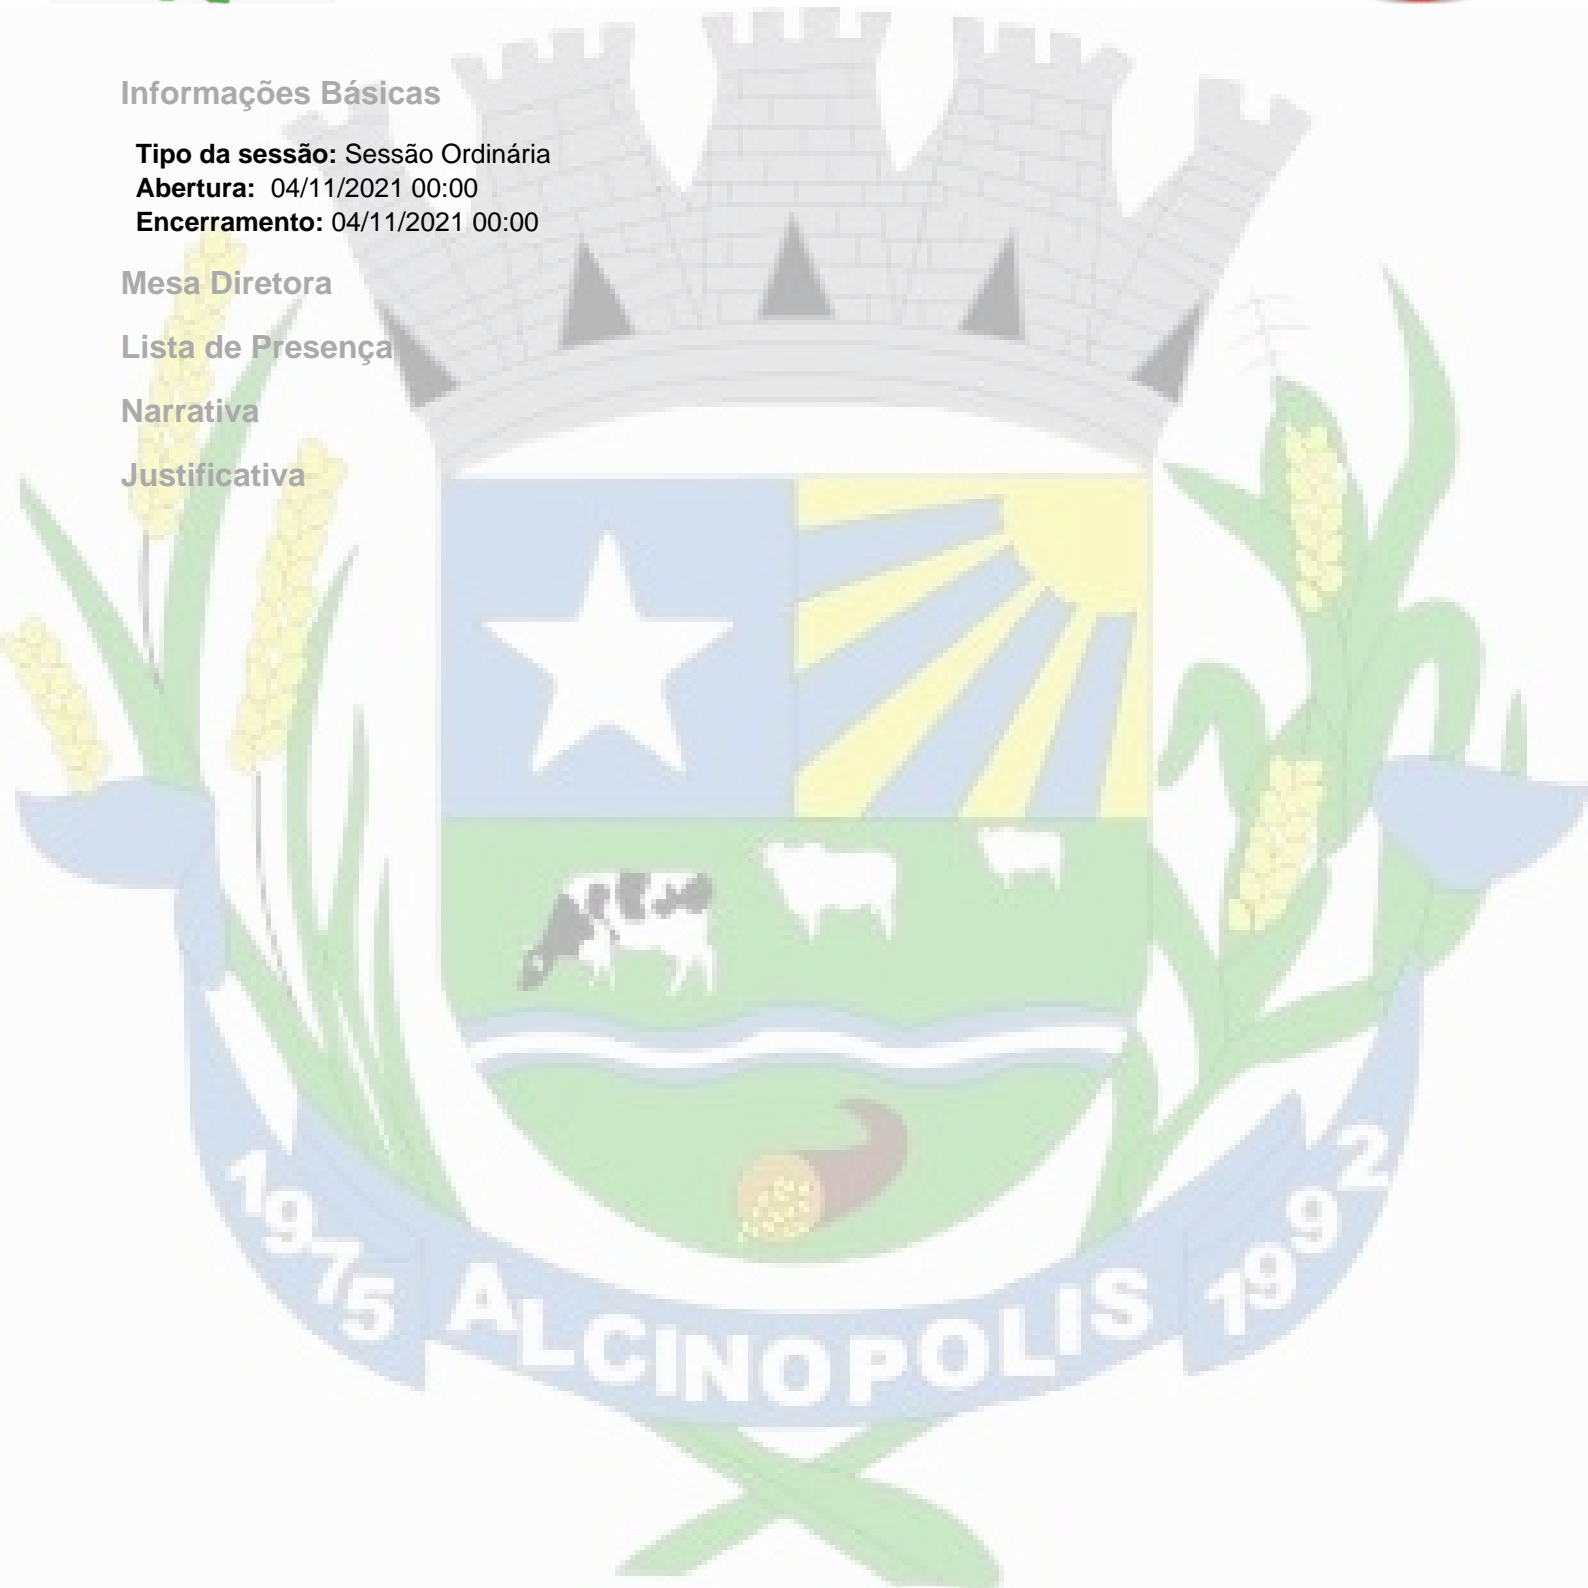 Informações Básicas
Tipo da sessão: Sessão Ordinária
Abertura: 04/11/2021 00:00
Encerramento: 04/11/2021 00:00
Mesa Diretora
Lista de Presença
Narrativa
Justificativa
1975 ALCINOPOLIS 1992